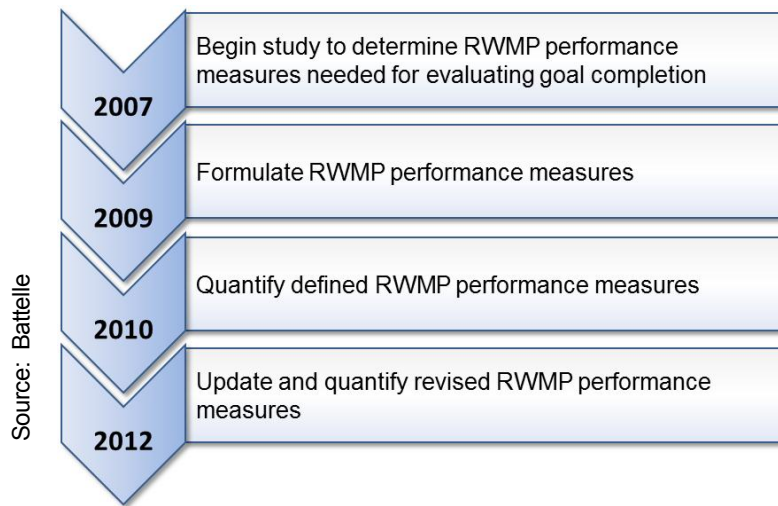 Begin study to determine RWMP performance
measures needed for evaluating goal completion
2007
Formulate RWMP performance measures
2009
Quantify defined RWMP performance measures
2010
Update and quantify revised RWMP performance
measures
2012
Source: Battelle